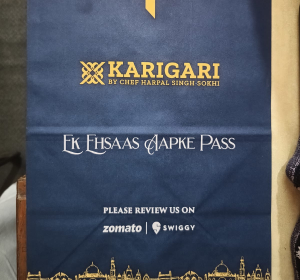 KARIGARI
BY CHEF HARPAL SINGH SOKHI
EK EHSAAS AAPKE PASS
PLEASE REVIEW US ON
zomato | SWIGGY